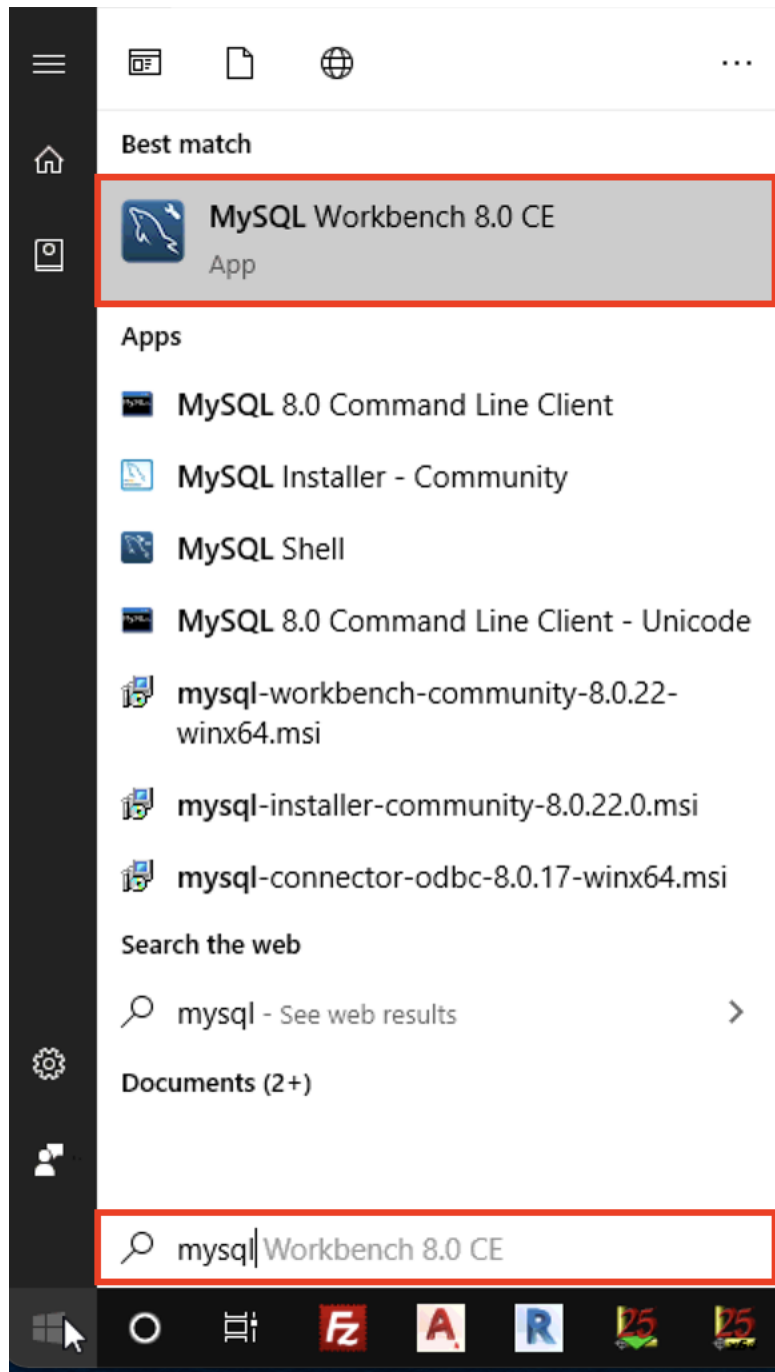 Best match
MySQL Workbench 8.0 CE
App
Apps
MySQL 8.0 Command Line Client
MySQL Installer - Community
MySQL Shell
MySQL 8.0 Command Line Client - Unicode
mysql-workbench-community-8.0.22-
winx64.msi
mysql-installer-community-8.0.22.0.msi
mysql-connector-odbc-8.0.17-winx64.msi
Search the web
mysql - See web results
Documents (2+)
mysql Workbench 8.0 CE
Fz A R 25 25